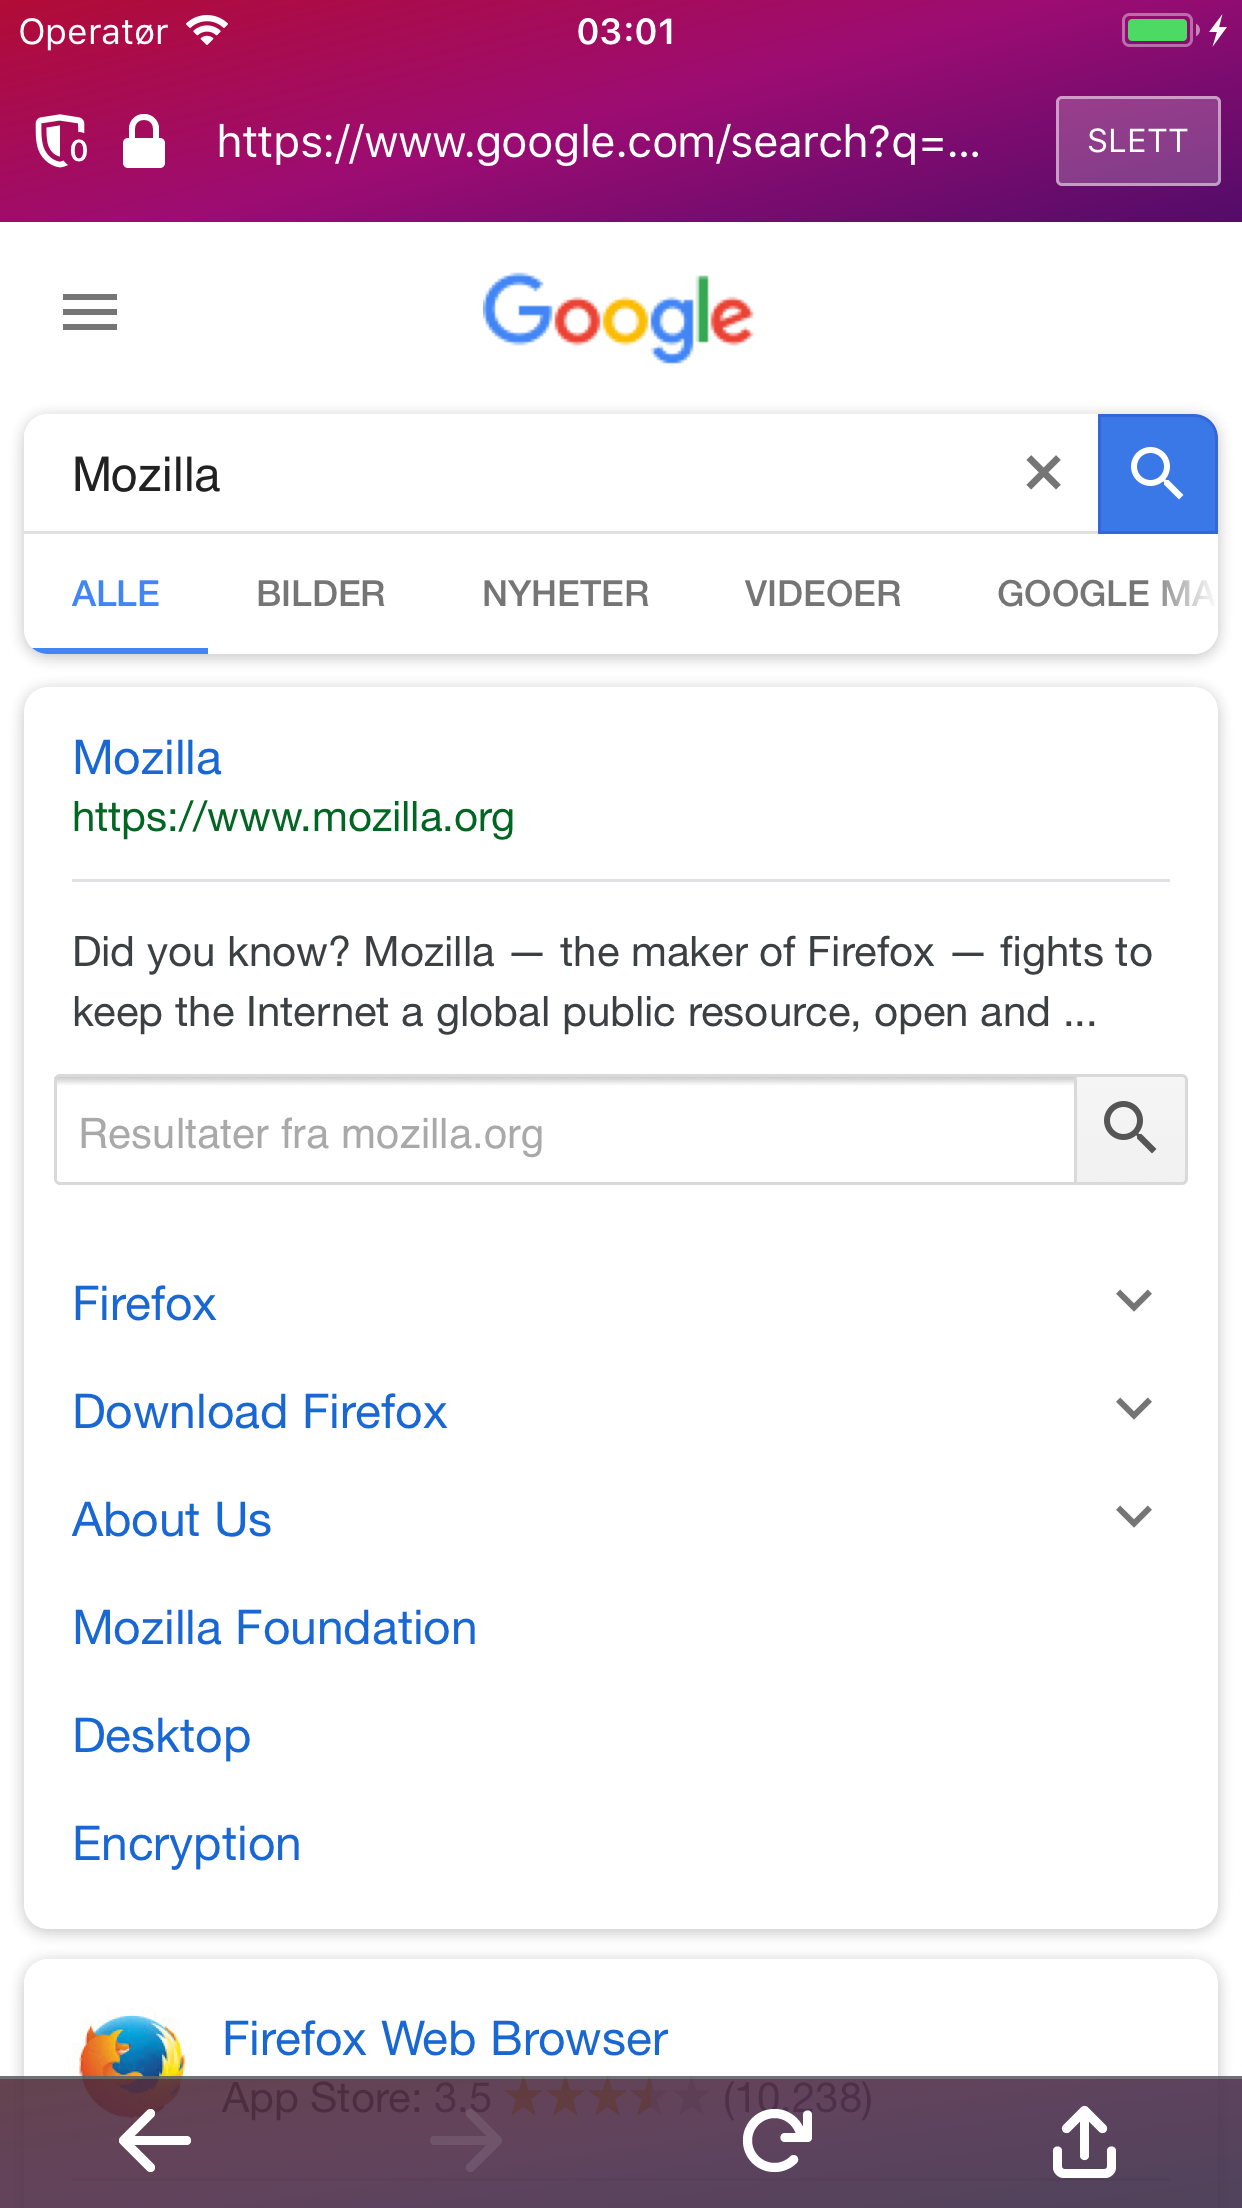 Operatør 03:01
0 https://www.google.com/search?q=... SLETT
Google
Mozilla
ALLE BILDER NYHETER VIDEOER GOOGLE MA
Mozilla
https://www.mozilla.org
Did you know? Mozilla — the maker of Firefox — fights to
keep the Internet a global public resource, open and ...
Resultater fra mozilla.org
Firefox
Download Firefox
About Us
Mozilla Foundation
Desktop
Encryption
Firefox Web Browser
App Store: 3.5 (10,238)